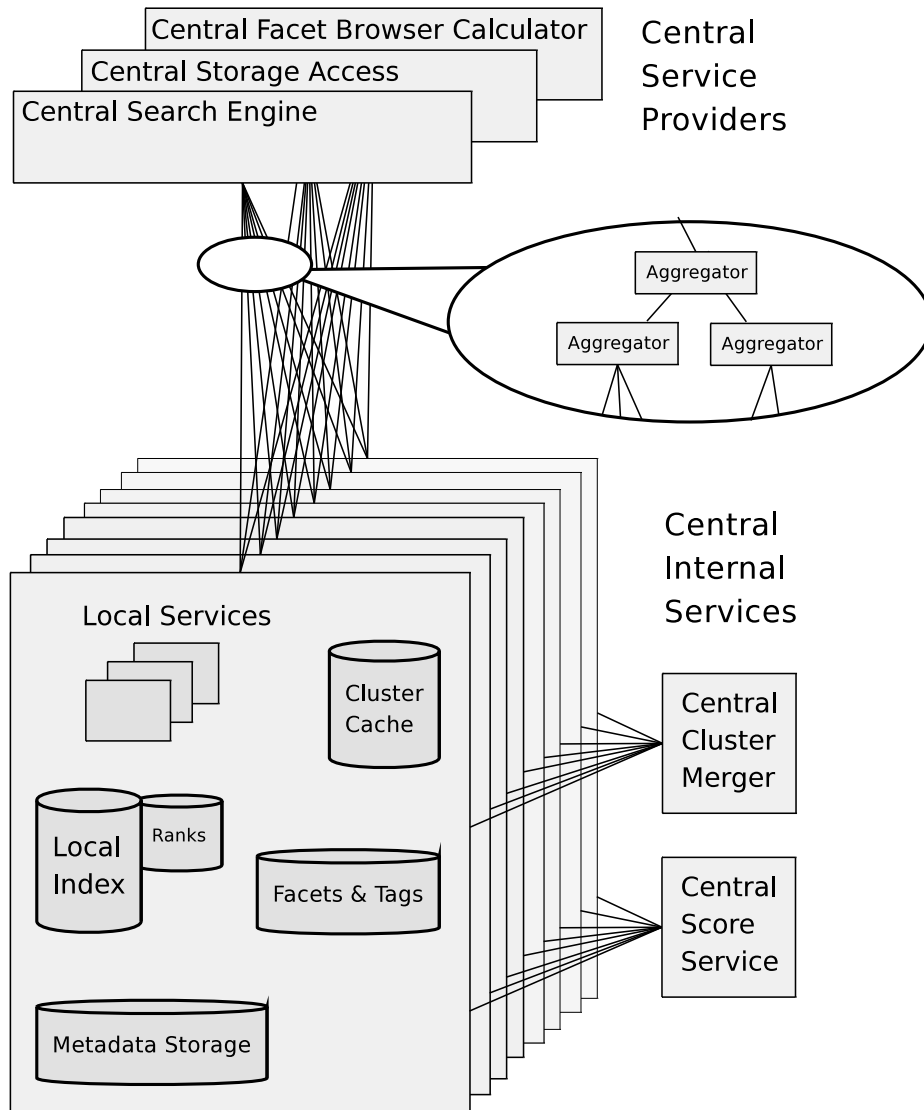 Central Facet Browser Calculator
Central Storage Access
Central Search Engine
Central
Service
Providers
Aggregator
Aggregator
Aggregator
Central
Internal
Services
Local Services
Cluster
Cache
Central
Cluster
Merger
Ranks
Local
Index
Facets & Tags
Central
Score
Service
Metadata Storage